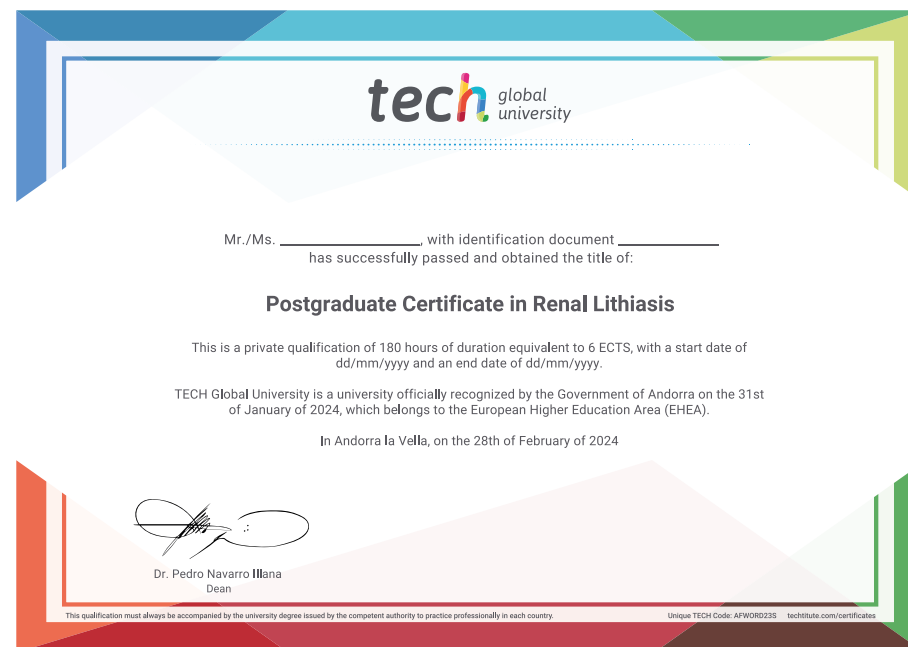 tech global university
Mr./Ms. ____________, with identification document ____________
has successfully passed and obtained the title of:
Postgraduate Certificate in Renal Lithiasis
This is a private qualification of 180 hours of duration equivalent to 6 ECTS, with a start date of
dd/mm/yyyy and an end date of dd/mm/yyyy.
TECH Global University is a university officially recognized by the Government of Andorra on the 31st
of January of 2024, which belongs to the European Higher Education Area (EHEA).
In Andorra la Vella, on the 28th of February of 2024
Dr. Pedro Navarro Illana
Dean
This qualification must always be accompanied by the university degree issued by the competent authority to practice professionally in each country.
Unique TECH Code: AFWORD23S techtitute.com/certificates